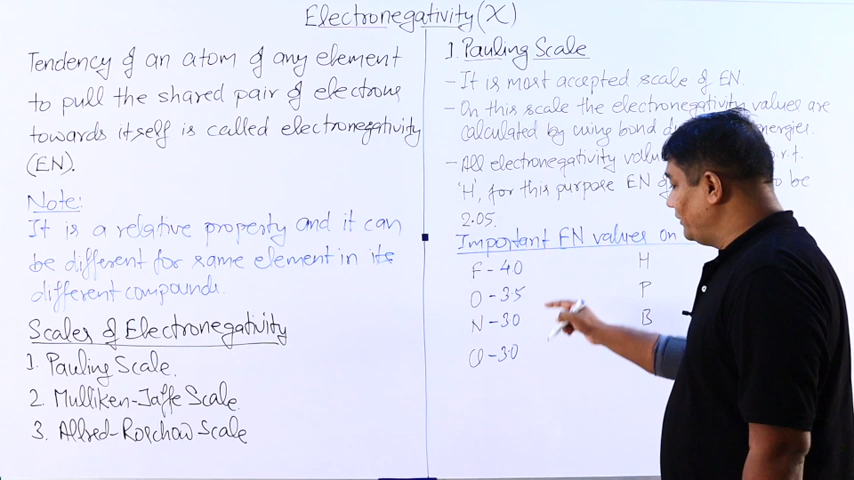 Electronegativity (X)
Tendency of an atom of any element
to pull the shared pair of electrons
towards itself is called electronegativity
(EN).
Note:
It is a relative property and it can
be different for same element in its
different compounds.
Scales of Electronegativity
1. Pauling Scale.
2. Mulliken-Jaffe Scale.
3. Allred-Rochow Scale
1. Pauling Scale
- It is most accepted scale of EN.
- On this scale the electronegativity values are
calculated by using bond
- All electronegativity r.t.
'H', for this purpose EN of to be
2.05.
Important EN values on
F - 4.0
O - 3.5
N - 3.0
Cl - 3.0
H
P
B